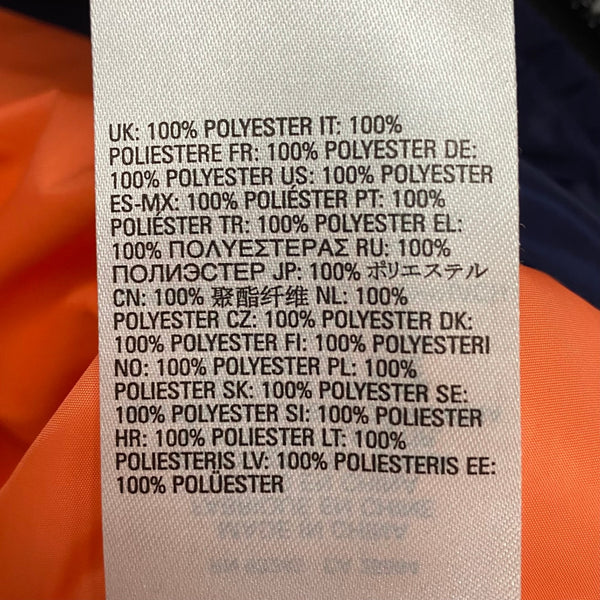 UK: 100% POLYESTER IT: 100%
POLIESTERE FR: 100% POLYESTER DE:
100% POLYESTER US: 100% POLYESTER
ES-MX: 100% POLIÉSTER PT: 100%
POLIÉSTER TR: 100% POLYESTER EL:
100% ΠΟΛΥΕΣΤΕΡΑΣ RU: 100%
ПОЛИЭСТЕР JP: 100% ポリエステル
CN: 100% 聚酯纤维 NL: 100%
POLYESTER CZ: 100% POLYESTER DK:
100% POLYESTER FI: 100% POLYESTERI
NO: 100% POLYESTER PL: 100%
POLIESTER SK: 100% POLYESTER SE:
100% POLYESTER SI: 100% POLIESTER
HR: 100% POLIESTER LT: 100%
POLIESTERIS LV: 100% POLIESTERIS EE:
100% POLÜESTER
MADE IN CHINA